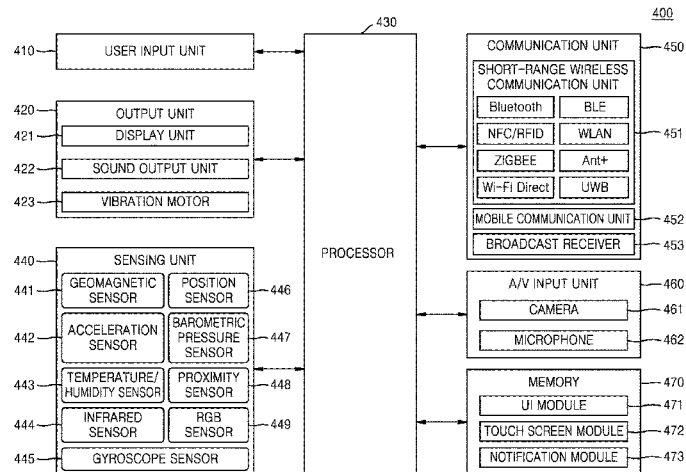 400
430
410
USER INPUT UNIT
420
OUTPUT UNIT
421
DISPLAY UNIT
422
SOUND OUTPUT UNIT
423
VIBRATION MOTOR
440
SENSING UNIT
441
GEOMAGNETIC
SENSOR
POSITION
SENSOR
446
442
ACCELERATION
SENSOR
BAROMETRIC
PRESSURE
SENSOR
447
443
TEMPERATURE/
HUMIDITY SENSOR
PROXIMITY
SENSOR
448
444
INFRARED
SENSOR
RGB
SENSOR
449
445
GYROSCOPE SENSOR
PROCESSOR
COMMUNICATION UNIT
450
SHORT-RANGE WIRELESS
COMMUNICATION UNIT
451
Bluetooth
BLE
NFC/RFID
WLAN
ZIGBEE
Ant+
Wi-Fi Direct
UWB
MOBILE COMMUNICATION UNIT
452
BROADCAST RECEIVER
453
A/V INPUT UNIT
460
CAMERA
461
MICROPHONE
462
MEMORY
470
UI MODULE
471
TOUCH SCREEN MODULE
472
NOTIFICATION MODULE
473